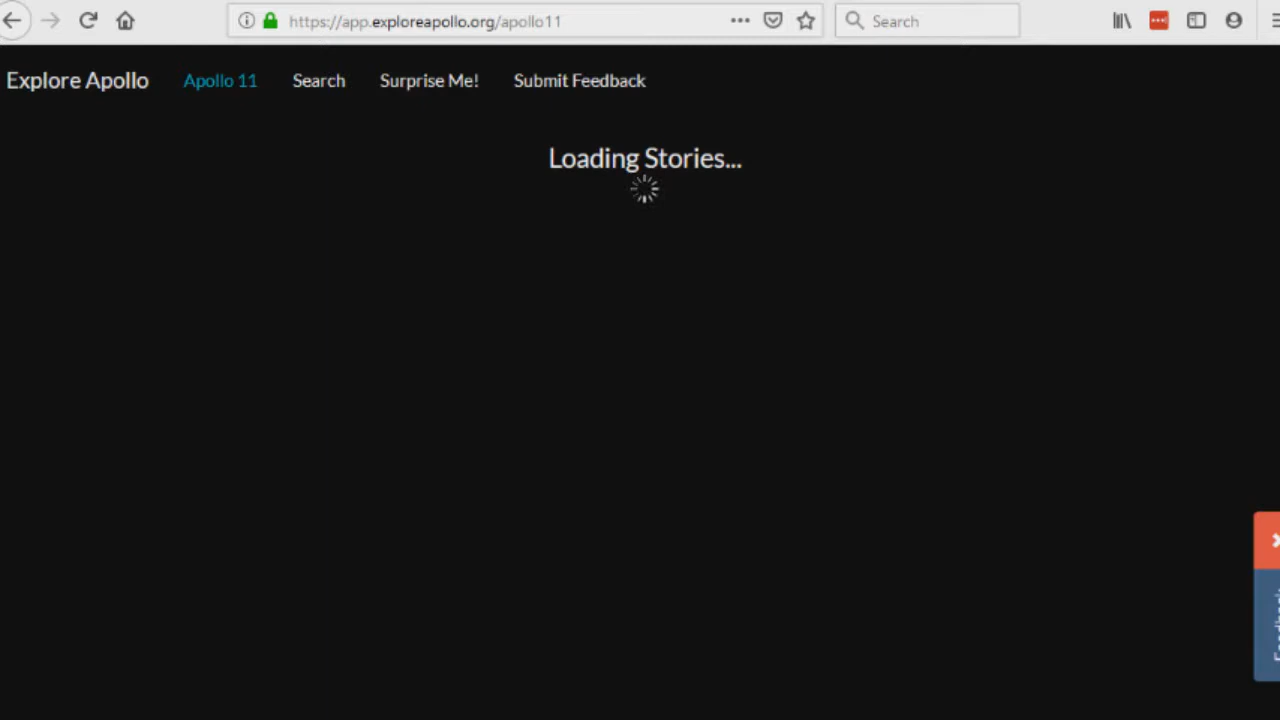 https://app.exploreapollo.org/apollo11
Search
Explore Apollo
Apollo 11
Search
Surprise Me!
Submit Feedback
Loading Stories...